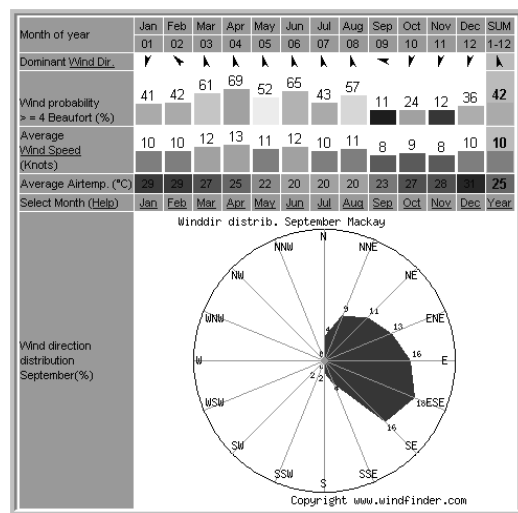 Month of year Jan Feb Mar Apr May Jun Jul Aug Sep Oct Nov Dec SUM
01 02 03 04 05 06 07 08 09 10 11 12 1-12
Dominant Wind Dir.
Wind probability
> = 4 Beaufort (%)
41 42 61 69 52 65 43 57 11 24 12 36 42
Average
Wind Speed
(Knots)
10 10 12 13 11 12 10 11 8 9 8 10 10
Average Airtemp. (°C) 29 29 27 25 22 20 20 20 23 27 28 31 25
Select Month (Help) Jan Feb Mar Apr May Jun Jul Aug Sep Oct Nov Dec Year
Wind direction
distribution
September(%)
Winddir distrib. September Mackay
N
NNW NNE
NW NE
WNW ENE
W E
WSW ESE
SW SE
SSW SSE
S
4 9 11 13 16 18 16 4 2 2
Copyright www.windfinder.com